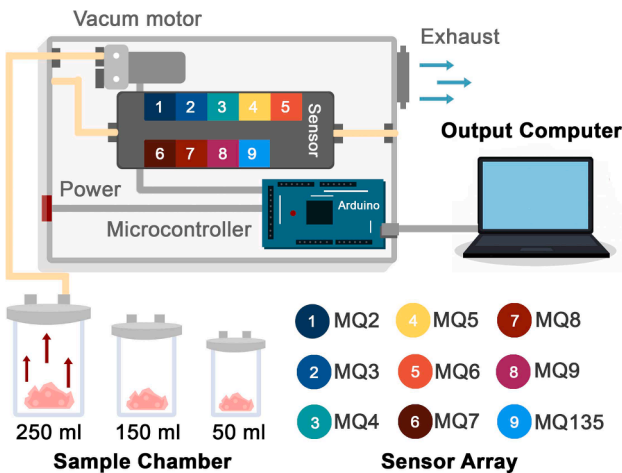 Vacum motor
Exhaust
1 2 3 4 5
Sensor
6 7 8 9
Output Computer
Power
Arduino
Microcontroller
1 MQ2 4 MQ5 7 MQ8
2 MQ3 5 MQ6 8 MQ9
3 MQ4 6 MQ7 9 MQ135
250 ml 150 ml 50 ml
Sample Chamber Sensor Array